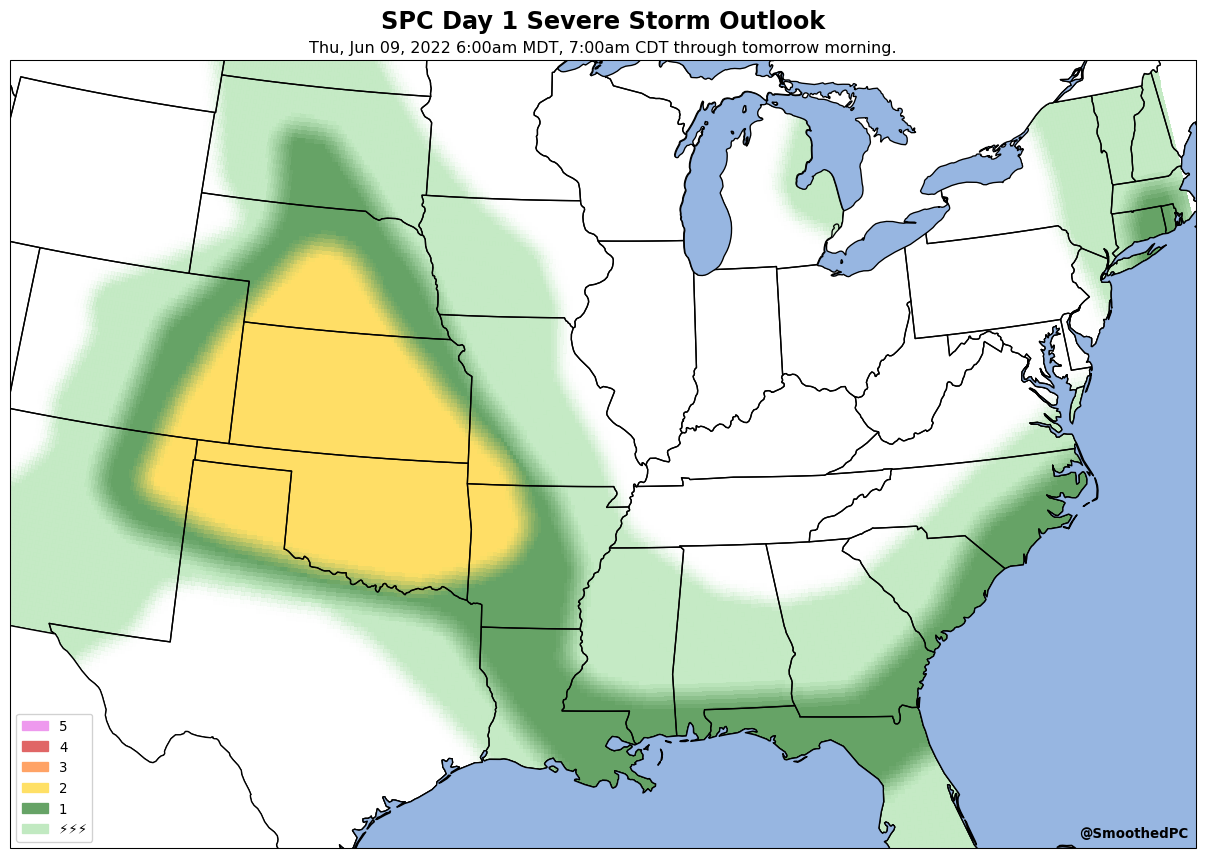 SPC Day 1 Severe Storm Outlook
Thu, Jun 09, 2022 6:00am MDT, 7:00am CDT through tomorrow morning.
5
4
3
2
1
⚡⚡⚡
@SmoothedPC